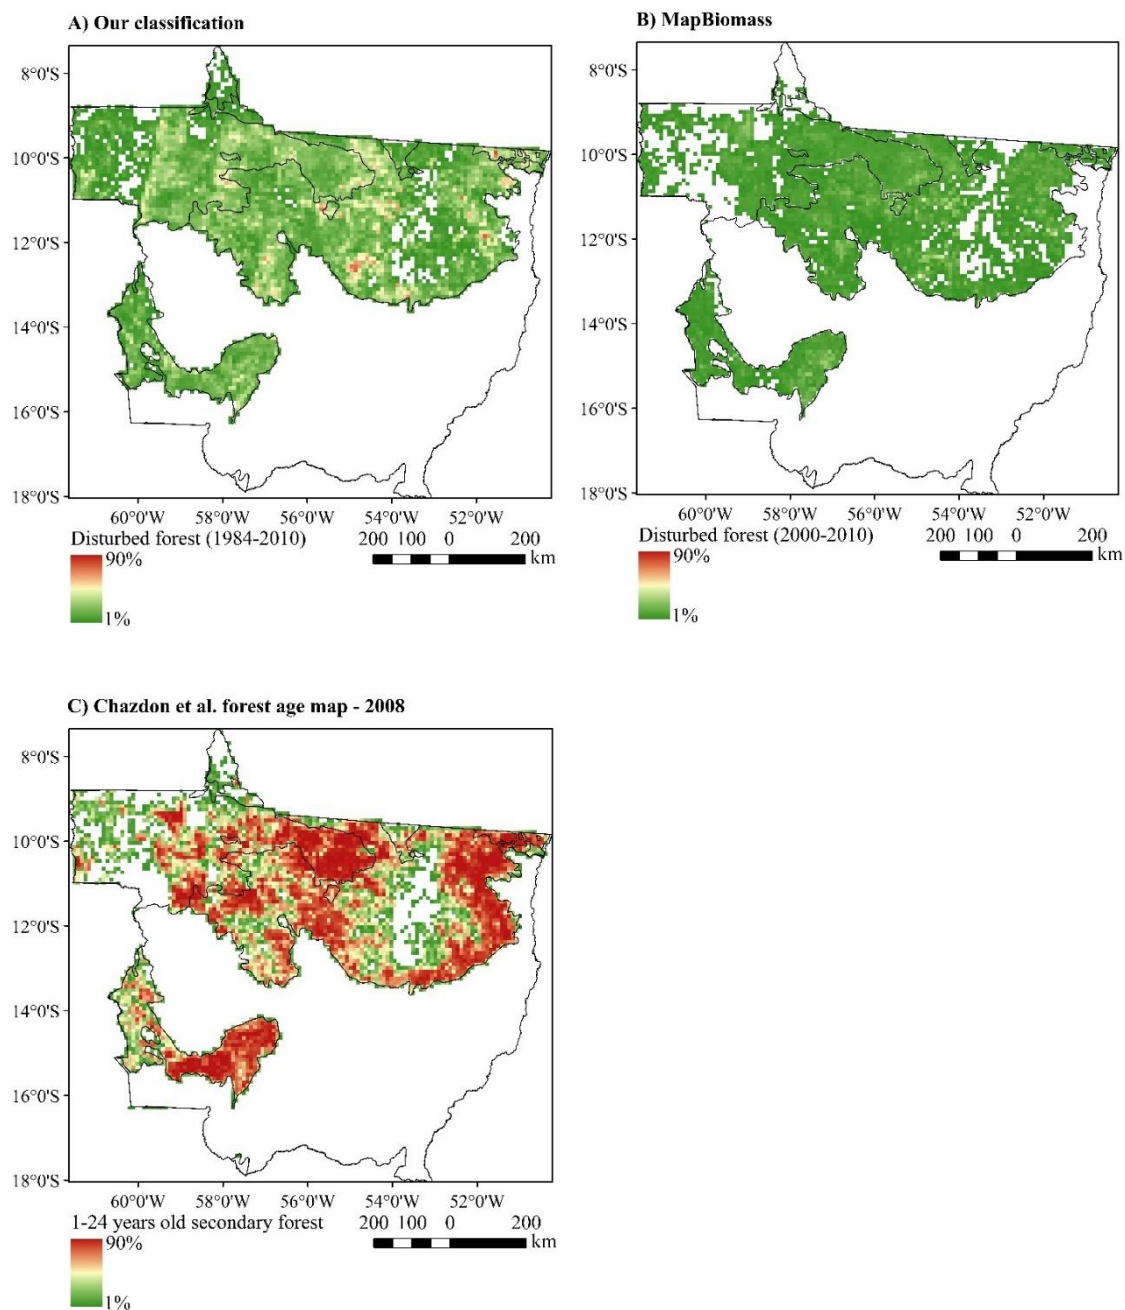 A) Our classification
B) MapBiomass
8°0'S
10°0'S
12°0'S
14°0'S
16°0'S
18°0'S
60°0'W 58°0'W 56°0'W 54°0'W 52°0'W
Disturbed forest (1984-2010)
90%
1%
200 100 0 200
km
8°0'S
10°0'S
12°0'S
14°0'S
16°0'S
18°0'S
60°0'W 58°0'W 56°0'W 54°0'W 52°0'W
Disturbed forest (2000-2010)
90%
1%
200 100 0 200
km
C) Chazdon et al. forest age map - 2008
8°0'S
10°0'S
12°0'S
14°0'S
16°0'S
18°0'S
60°0'W 58°0'W 56°0'W 54°0'W 52°0'W
1-24 years old secondary forest
90%
1%
200 100 0 200
km